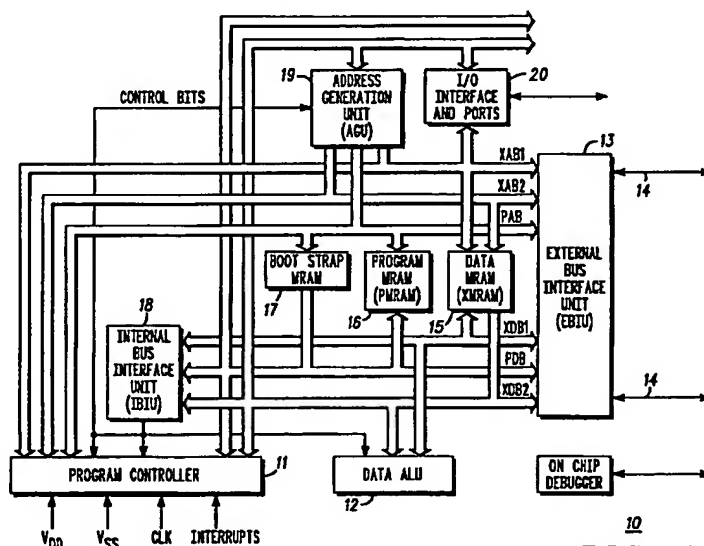 19
ADDRESS
GENERATION
UNIT
(AGU)
20
I/O
INTERFACE
AND PORTS
CONTROL BITS
XAB1
13
14
XAB2
PAB
BOOT STRAP
MRAM
17
PROGRAM
MRAM
(PMRAM)
16
DATA
MRAM
(XMRAM)
15
EXTERNAL
BUS
INTERFACE
UNIT
(EBIU)
18
INTERNAL
BUS
INTERFACE
UNIT
(IBIU)
XDB1
PDB
XDB2
14
PROGRAM CONTROLLER
11
DATA ALU
12
ON CHIP
DEBUGGER
10
VDD
VSS
CLK
INTERRUPTS